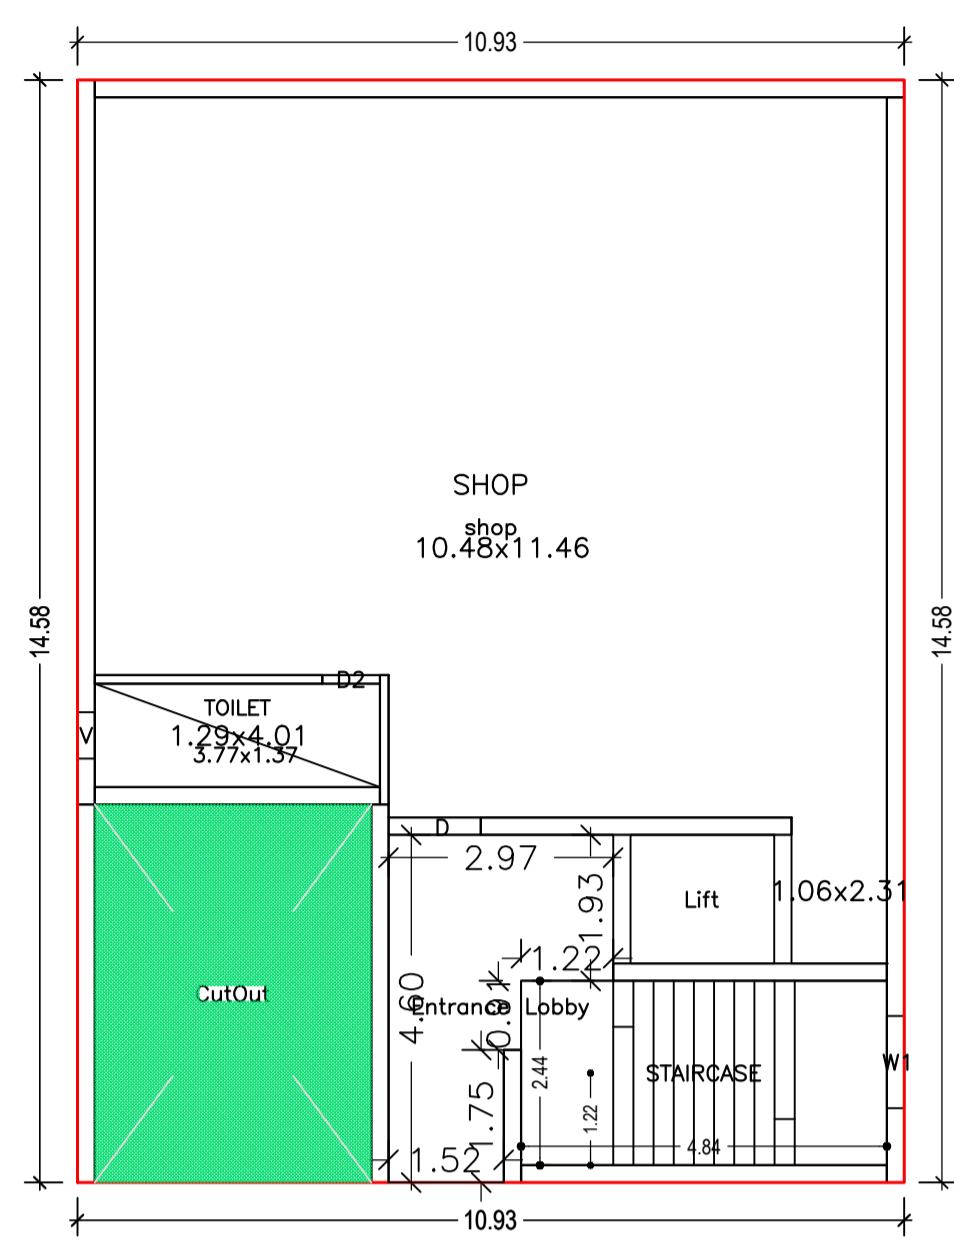 10.93
14.58
14.58
SHOP
shop
10.48x11.46
D2
TOILET
1.29x4.01
3.77x1.37
V
D
2.97
1.93
Lift
1.06x2.31
1.22
CutOut
4.60
0.91
Entrance Lobby
2.44
STAIRCASE
W1
1.22
1.75
4.84
1.52
10.93